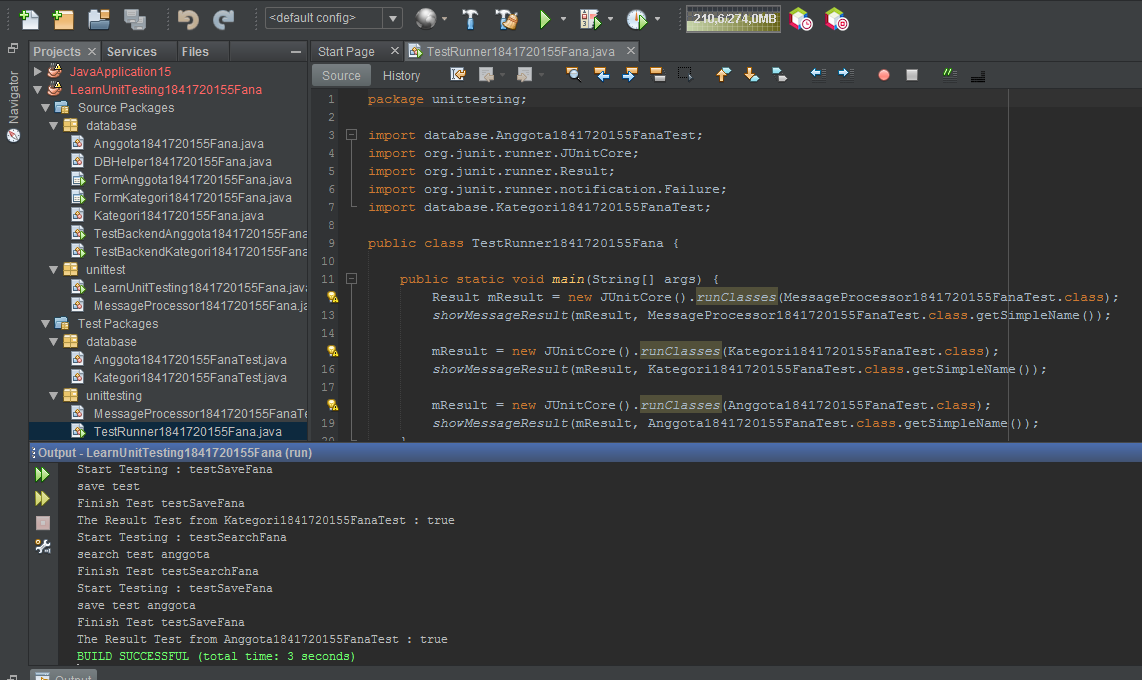 <default config>
210,6/274,0MB
Projects
Services
Files
Start Page
TestRunner1841720155Fana.java
Navigator
JavaApplication15
LearnUnitTesting1841720155Fana
Source Packages
database
Anggota1841720155Fana.java
DBHelper1841720155Fana.java
FormAnggota1841720155Fana.java
FormKategori1841720155Fana.java
Kategori1841720155Fana.java
TestBackendAnggota1841720155Fana
TestBackendKategori1841720155Fana
unittest
LearnUnitTesting1841720155Fana.java
MessageProcessor1841720155Fana.ja
Test Packages
database
Anggota1841720155FanaTest.java
Kategori1841720155FanaTest.java
unittesting
MessageProcessor1841720155FanaTe
TestRunner1841720155Fana.java
Source
History
1 package unittesting;
2
3 import database.Anggota1841720155FanaTest;
4 import org.junit.runner.JUnitCore;
5 import org.junit.runner.Result;
6 import org.junit.runner.notification.Failure;
7 import database.Kategori1841720155FanaTest;
8
9 public class TestRunner1841720155Fana {
10
11 public static void main(String[] args) {
Result mResult = new JUnitCore().runClasses(MessageProcessor1841720155FanaTest.class);
13 showMessageResult(mResult, MessageProcessor1841720155FanaTest.class.getSimpleName());
14
mResult = new JUnitCore().runClasses(Kategori1841720155FanaTest.class);
16 showMessageResult(mResult, Kategori1841720155FanaTest.class.getSimpleName());
17
mResult = new JUnitCore().runClasses(Anggota1841720155FanaTest.class);
19 showMessageResult(mResult, Anggota1841720155FanaTest.class.getSimpleName());
20 }
Output - LearnUnitTesting1841720155Fana (run)
Start Testing : testSaveFana
save test
Finish Test testSaveFana
The Result Test from Kategori1841720155FanaTest : true
Start Testing : testSearchFana
search test anggota
Finish Test testSearchFana
Start Testing : testSaveFana
save test anggota
Finish Test testSaveFana
The Result Test from Anggota1841720155FanaTest : true
BUILD SUCCESSFUL (total time: 3 seconds)
Output